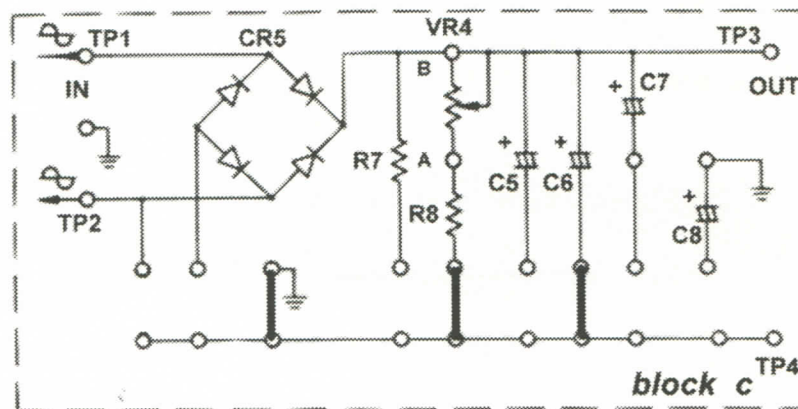 TP1
CR5
VR4
TP3
IN
B
C7
+
OUT
R7
A
+
C5
+
C6
TP2
R8
+
C8
TP4
block c